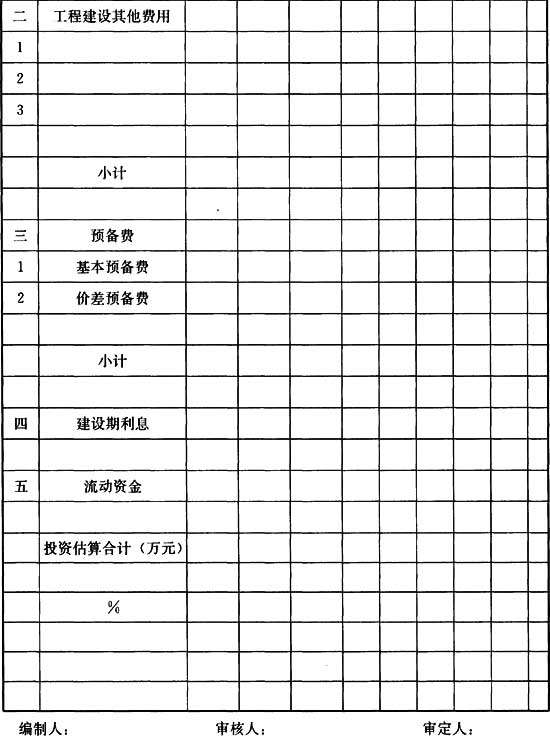 二 工程建设其他费用
1
2
3
小计
三 预备费
1 基本预备费
2 价差预备费
小计
四 建设期利息
五 流动资金
投资估算合计（万元）
％
编制人： 审核人： 审定人：